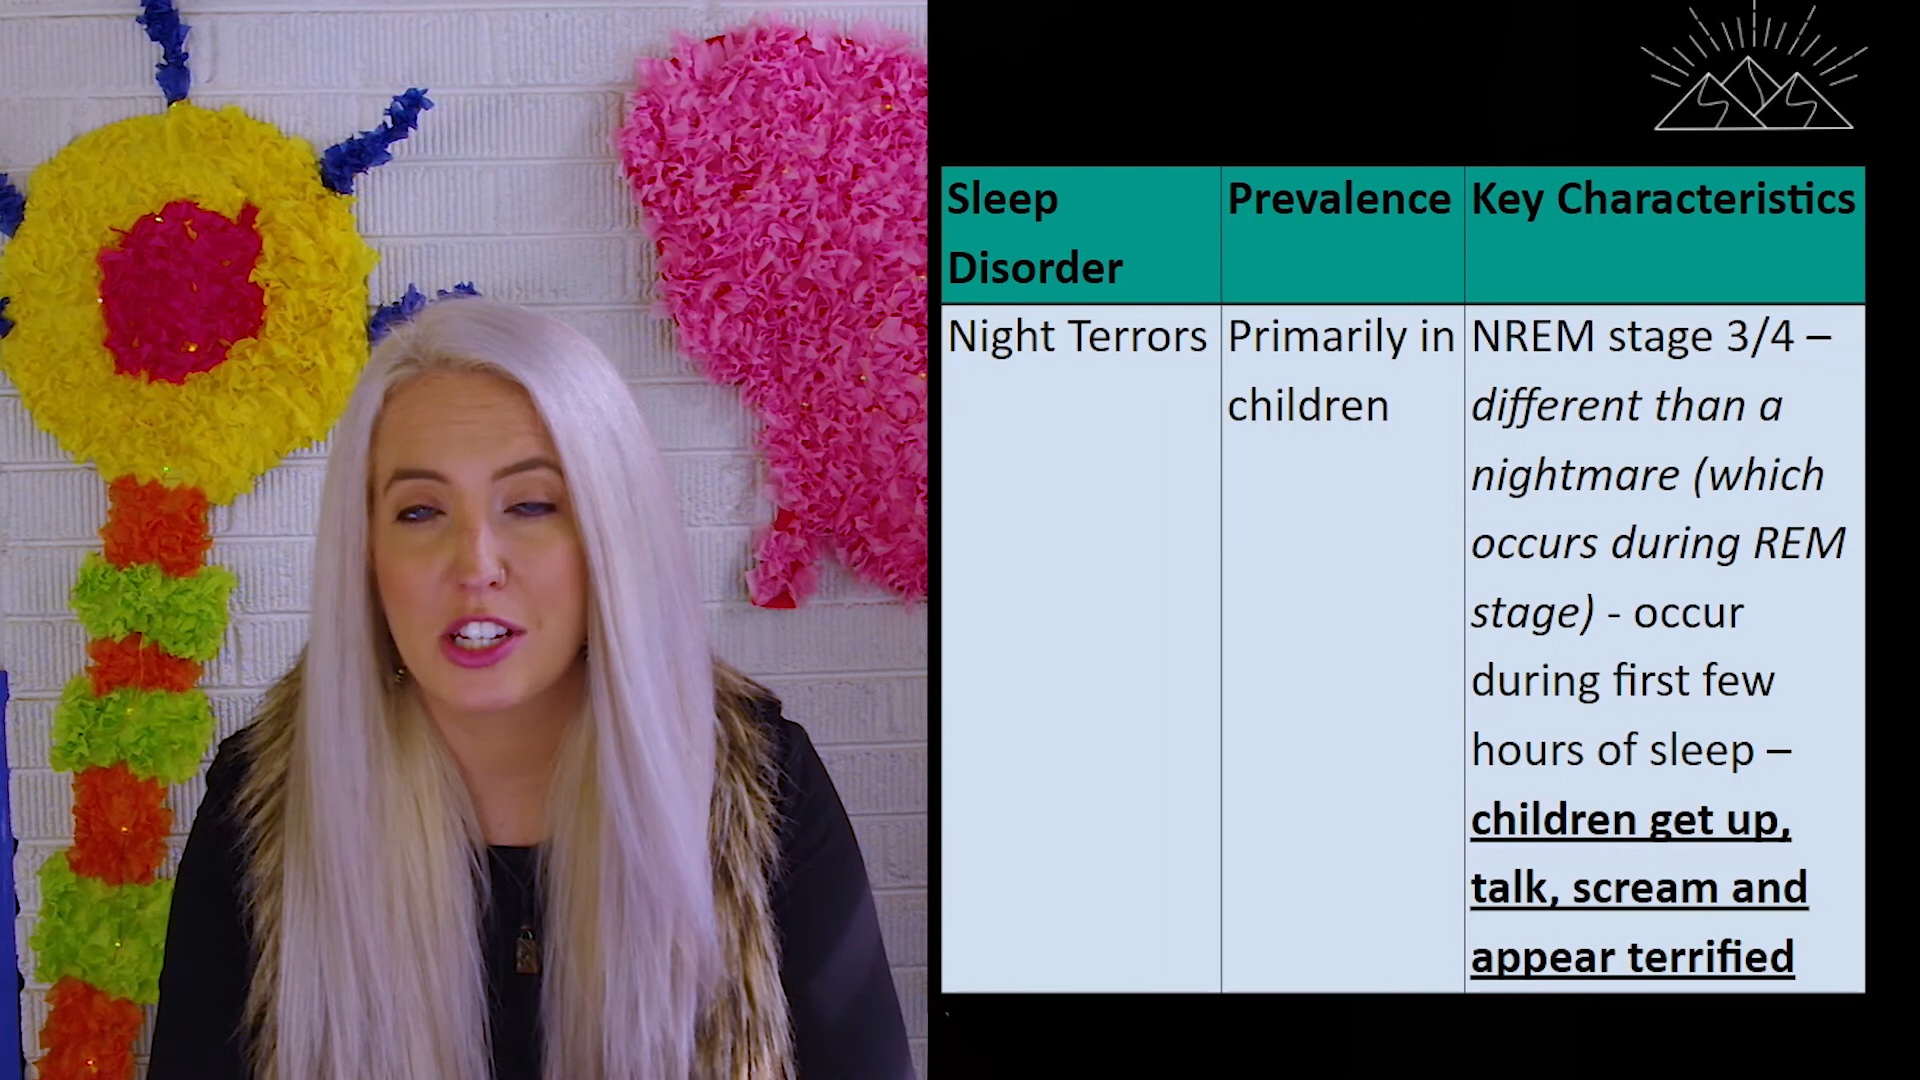 Sleep Disorder
Prevalence
Key Characteristics
Night Terrors
Primarily in
children
NREM stage 3/4 –
different than a
nightmare (which
occurs during REM
stage) - occur
during first few
hours of sleep –
children get up,
talk, scream and
appear terrified